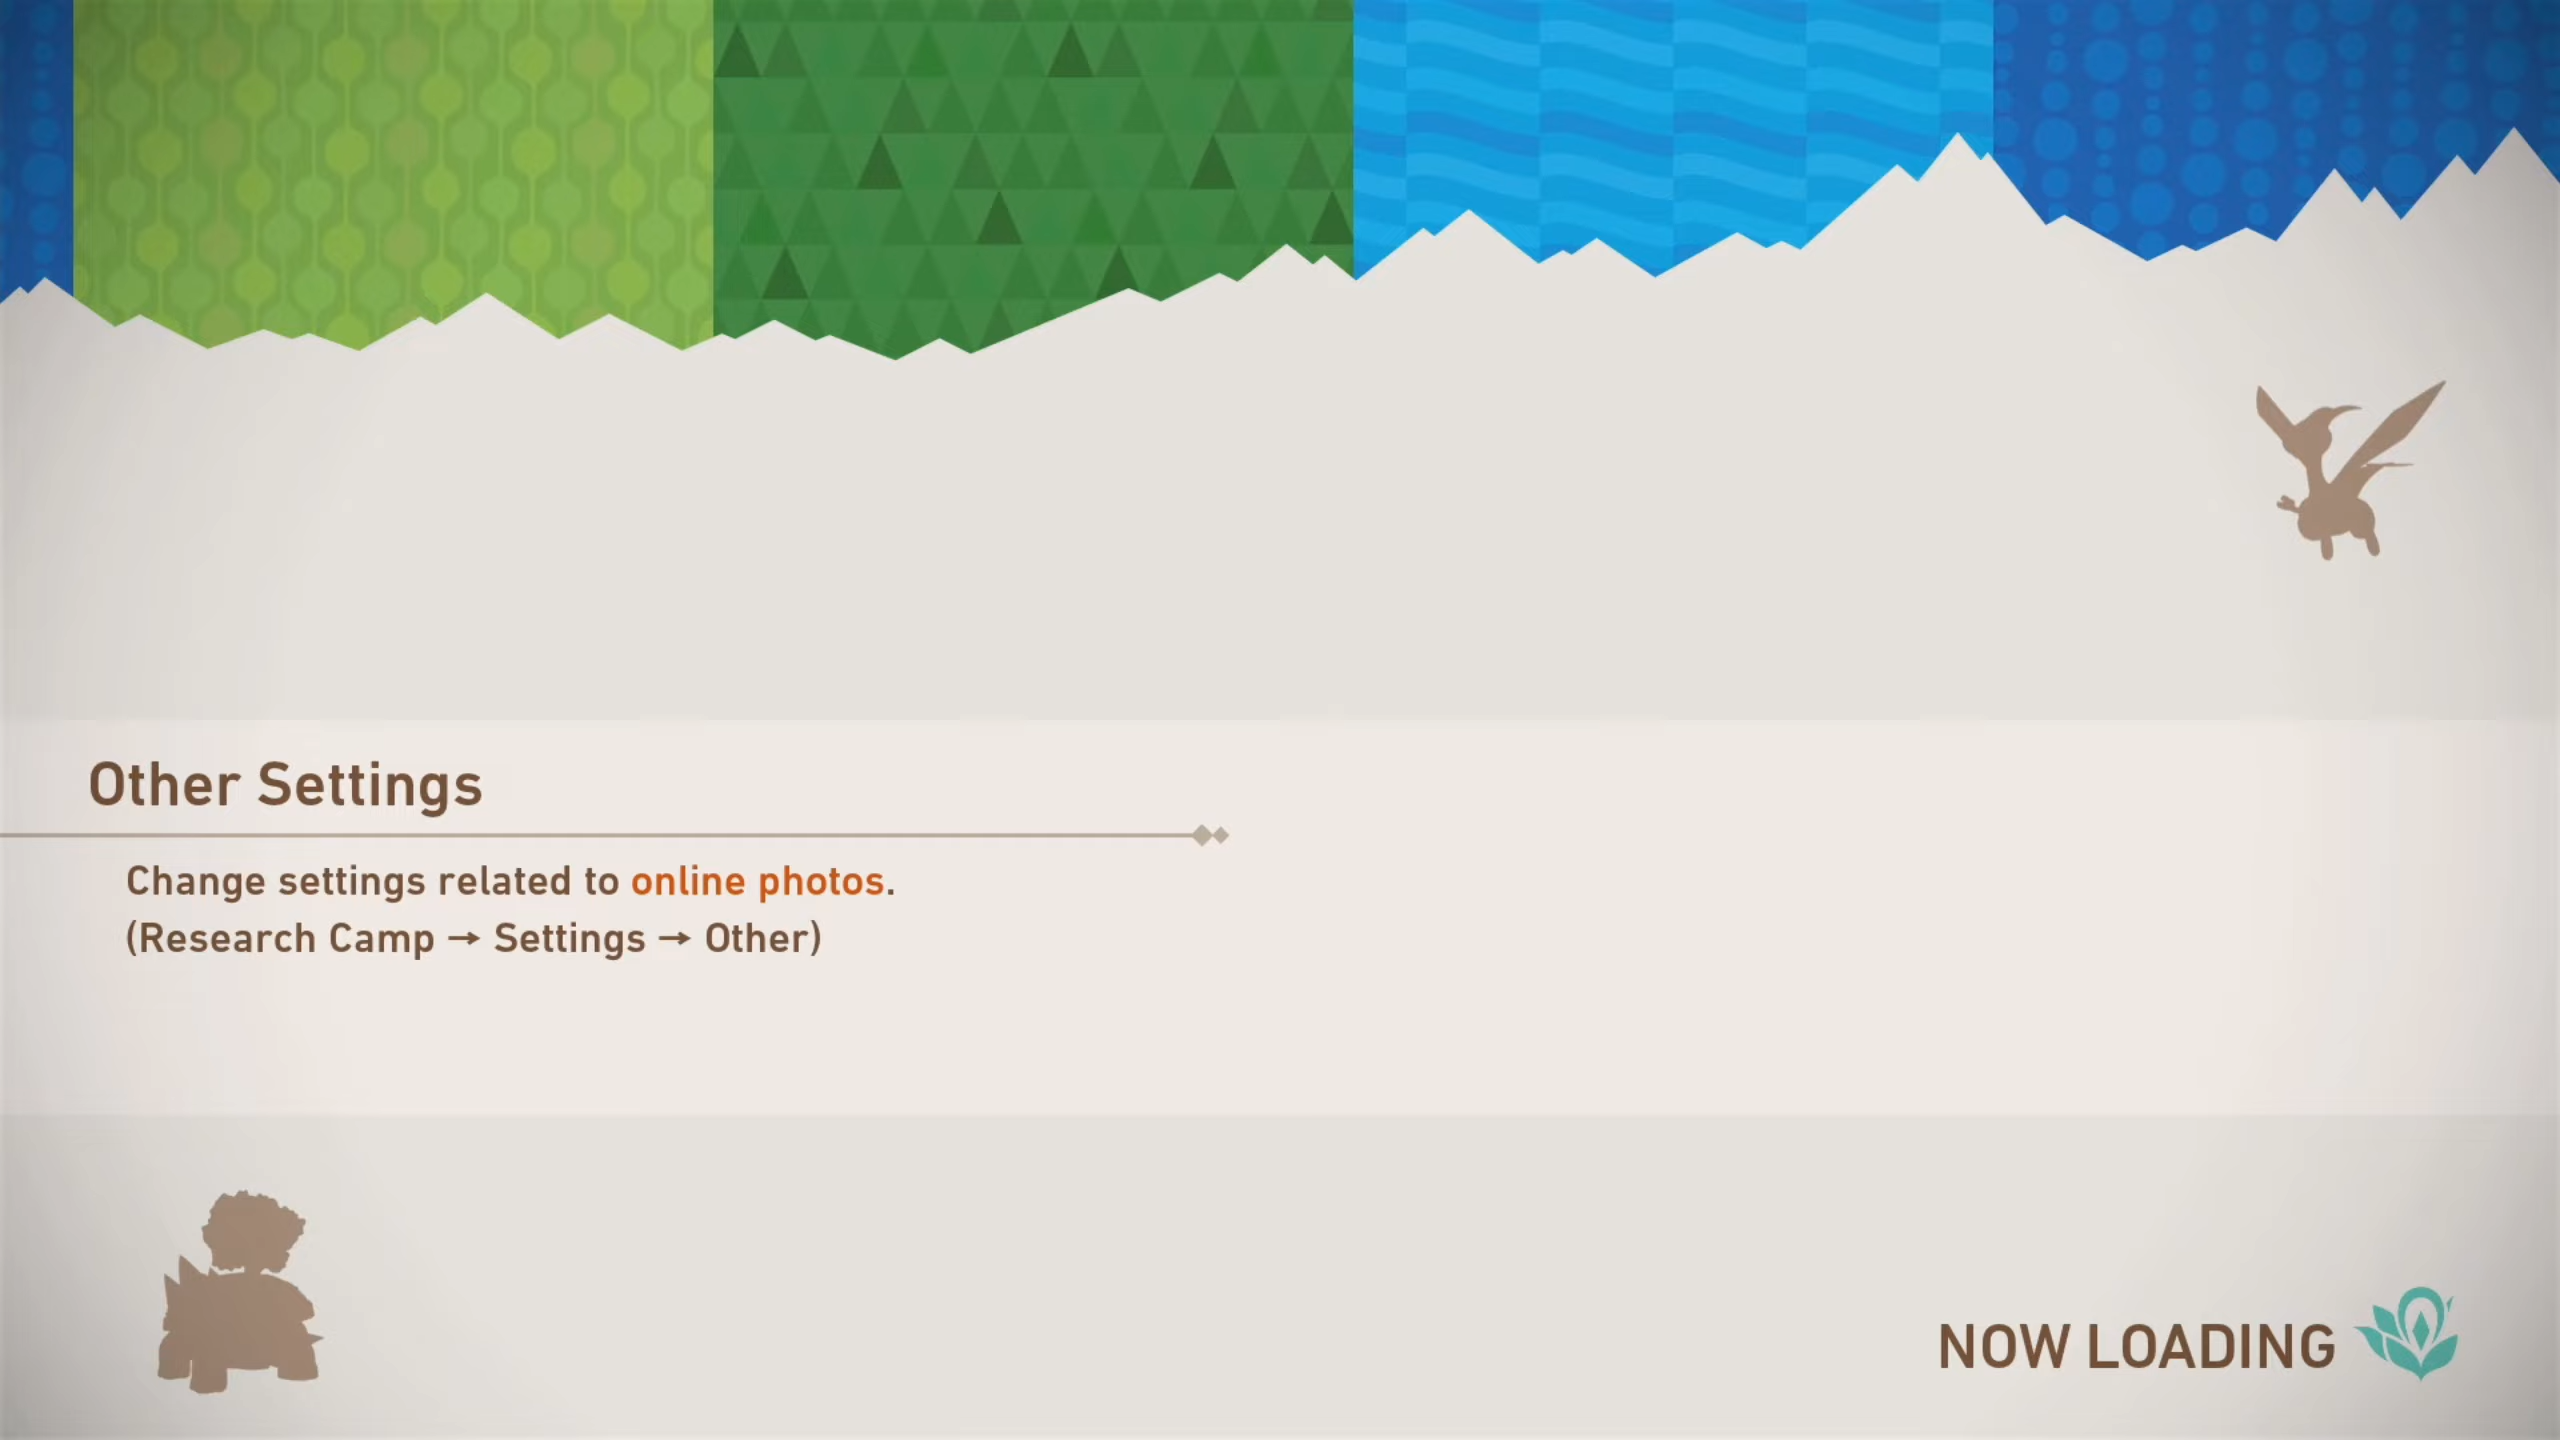 Other Settings
Change settings related to online photos.
(Research Camp → Settings → Other)
NOW LOADING